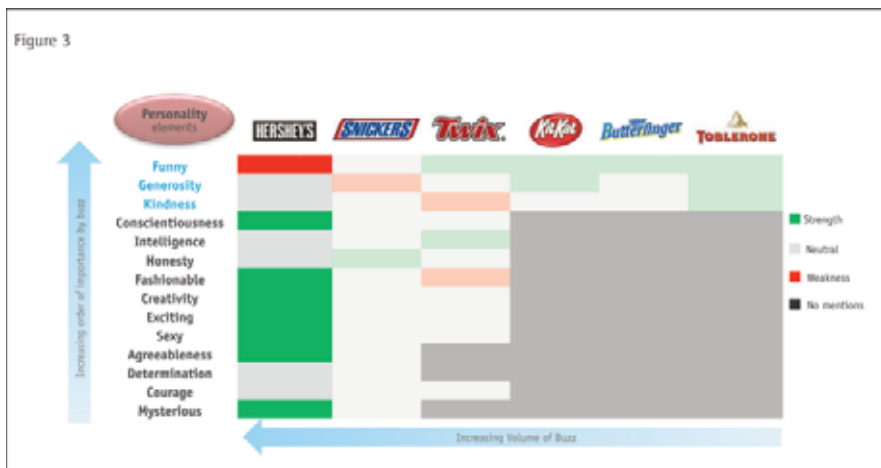 Figure 3
Personality
elements
HERSHEY'S
SNICKERS
Twix
KitKat
Butterfinger
TOBLERONE
Funny
Generosity
Kindness
Conscientiousness
Intelligence
Honesty
Fashionable
Creativity
Exciting
Sexy
Agreeableness
Determination
Courage
Mysterious
Increasing order of importance by buzz
Strength
Neutral
Weakness
No mentions
Increasing Volume of Buzz